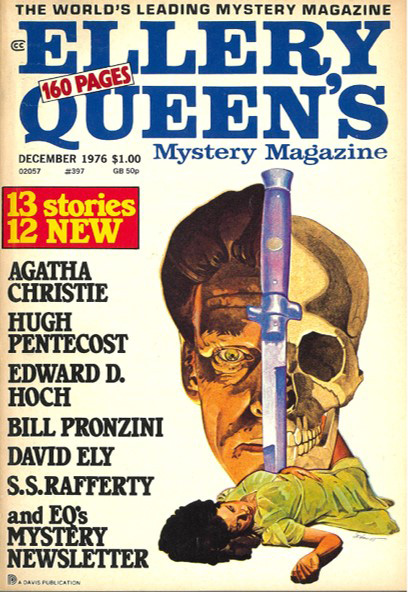 THE WORLD'S LEADING MYSTERY MAGAZINE
ELLERY
160 PAGES
QUEEN'S
Mystery Magazine
DECEMBER 1976 $1.00
02057 #397 GB 50p
13 stories
12 NEW
AGATHA
CHRISTIE
HUGH
PENTECOST
EDWARD D.
HOCH
BILL PRONZINI
DAVID ELY
S.S.RAFFERTY
and EQ's
MYSTERY
NEWSLETTER
A DAVIS PUBLICATION